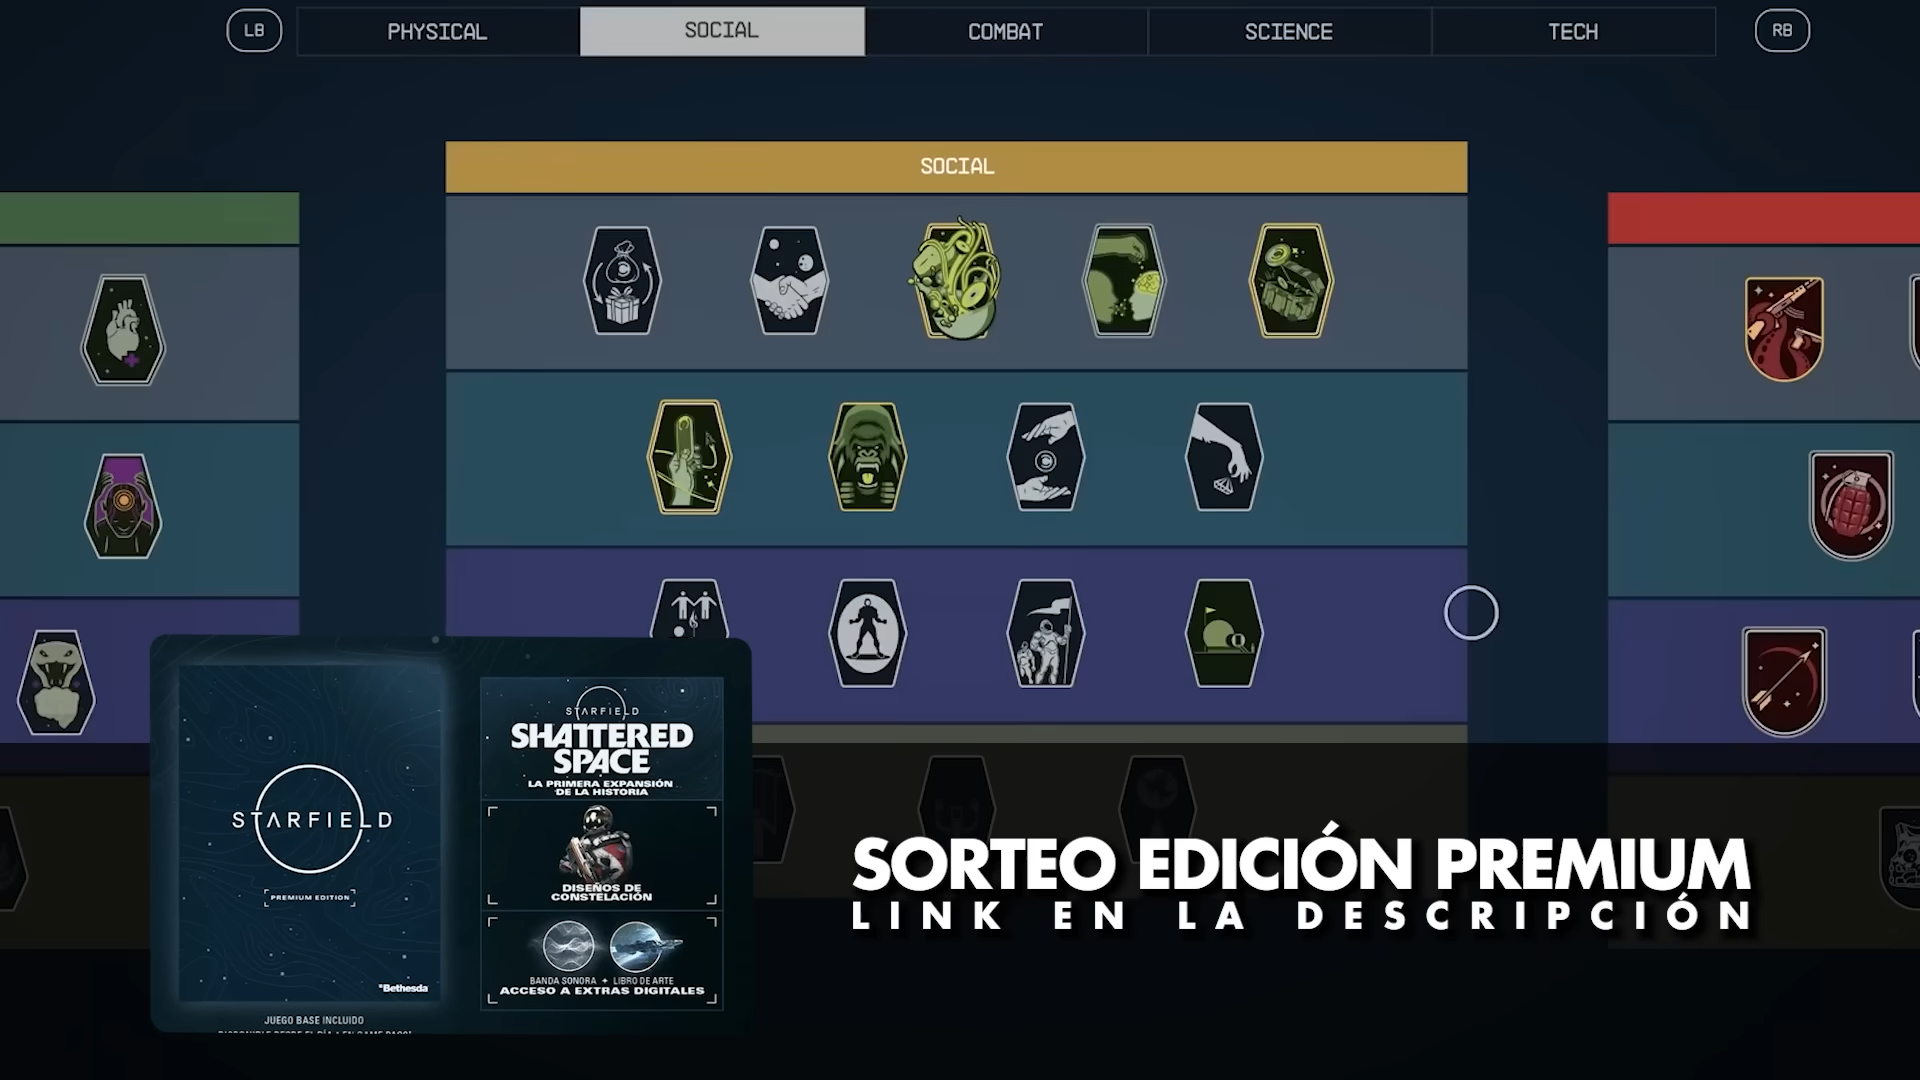 LB
PHYSICAL
SOCIAL
COMBAT
SCIENCE
TECH
RB
SOCIAL
STARFIELD
PREMIUM EDITION
*Bethesda
JUEGO BASE INCLUIDO
STARFIELD
SHATTERED
SPACE
LA PRIMERA EXPANSIÓN
DE LA HISTORIA
DISEÑOS DE
CONSTELACIÓN
BANDA SONORA + LIBRO DE ARTE
ACCESO A EXTRAS DIGITALES
SORTEO EDICIÓN PREMIUM
LINK EN LA DESCRIPCIÓN